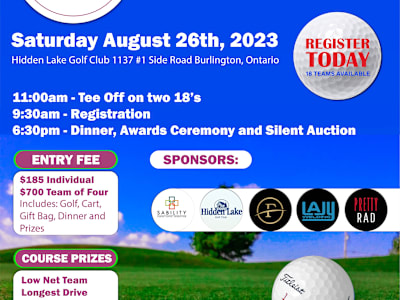 Saturday August 26th, 2023
Hidden Lake Golf Club 1137 #1 Side Road Burlington, Ontario
REGISTER
TODAY
18 TEAMS AVAILABLE
11:00am - Tee Off on two 18's
9:30am - Registration
6:30pm - Dinner, Awards Ceremony and Silent Auction
ENTRY FEE
$185 Individual
$700 Team of Four
Includes: Golf, Cart,
Gift Bag, Dinner and
Prizes
SPONSORS:
SABILITY
Hidden Lake
LAJU
PRETTY
RAD
COURSE PRIZES
Low Net Team
Longest Drive
Titleist